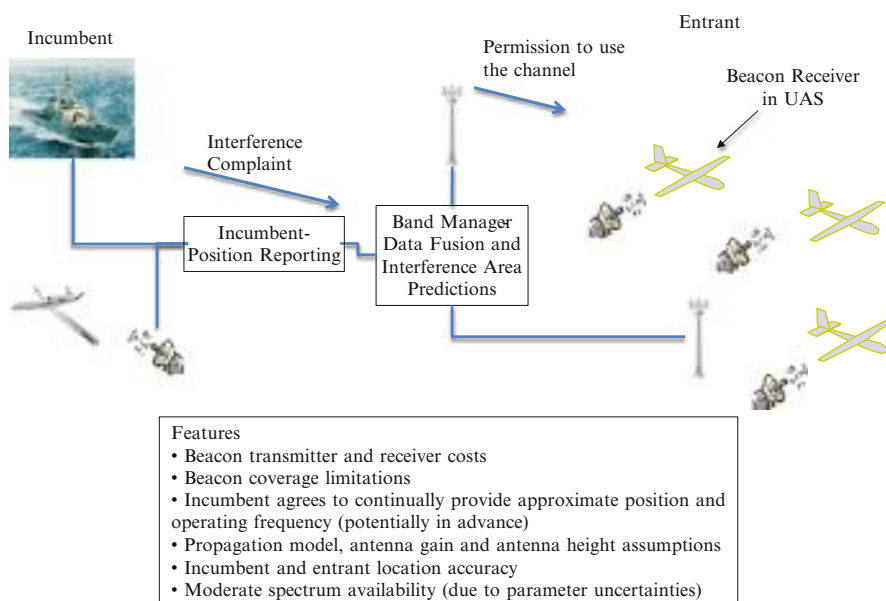 Incumbent
Entrant
Permission to use
the channel
Beacon Receiver
in UAS
Interference
Complaint
Incumbent-
Position Reporting
Band Manager-
Data Fusion and
Interference Area
Predictions
Features
• Beacon transmitter and receiver costs
• Beacon coverage limitations
• Incumbent agrees to continually provide approximate position and
operating frequency (potentially in advance)
• Propagation model, antenna gain and antenna height assumptions
• Incumbent and entrant location accuracy
• Moderate spectrum availability (due to parameter uncertainties)